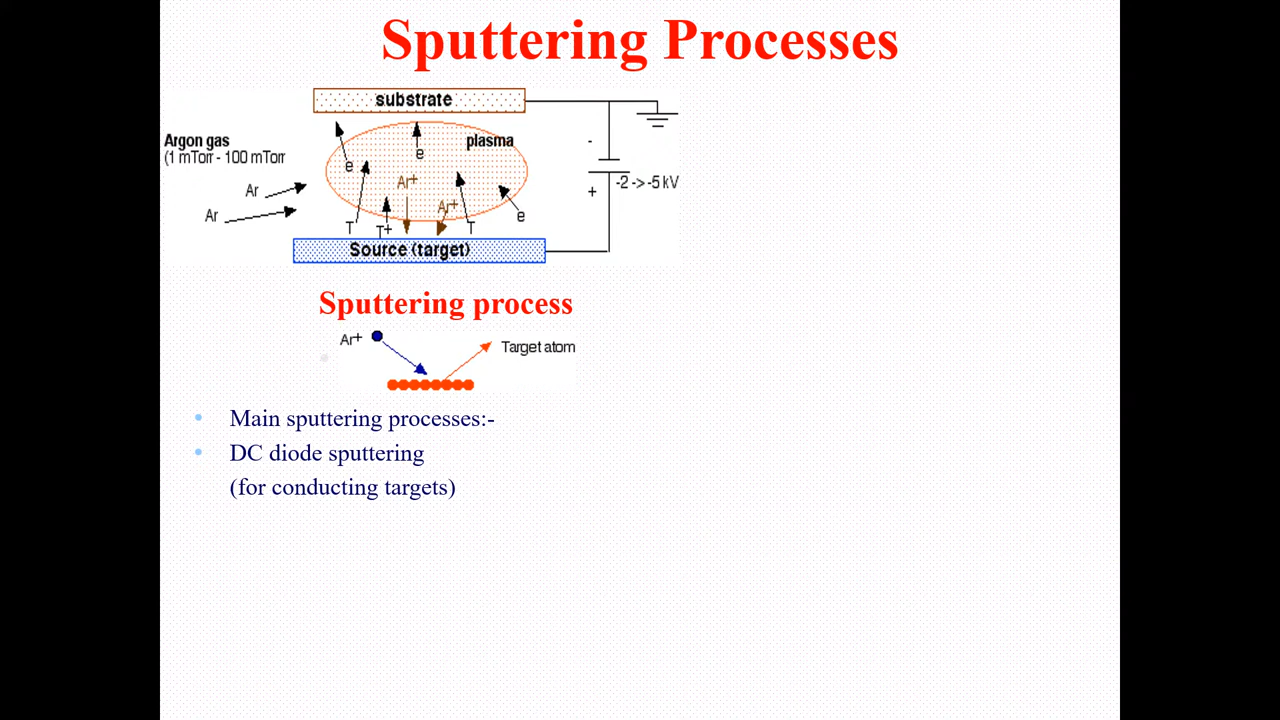 Sputtering Processes
substrate
Argon gas
(1 mTorr - 100 mTorr
plasma
-
e
e
Ar
Ar+
-2 -> -5 kV
+
Ar
Ar+
e
T
T+
T
Source (target)
Sputtering process
Ar+
Target atom
• Main sputtering processes:-
• DC diode sputtering
(for conducting targets)